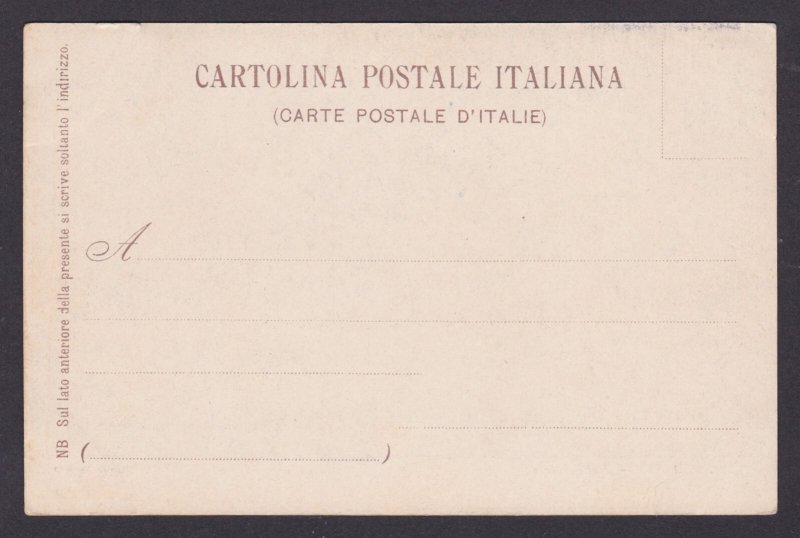 CARTOLINA POSTALE ITALIANA
(CARTE POSTALE D'ITALIE)
A
( )
NB Sul lato anteriore della presente si scrive soltanto l'indirizzo.